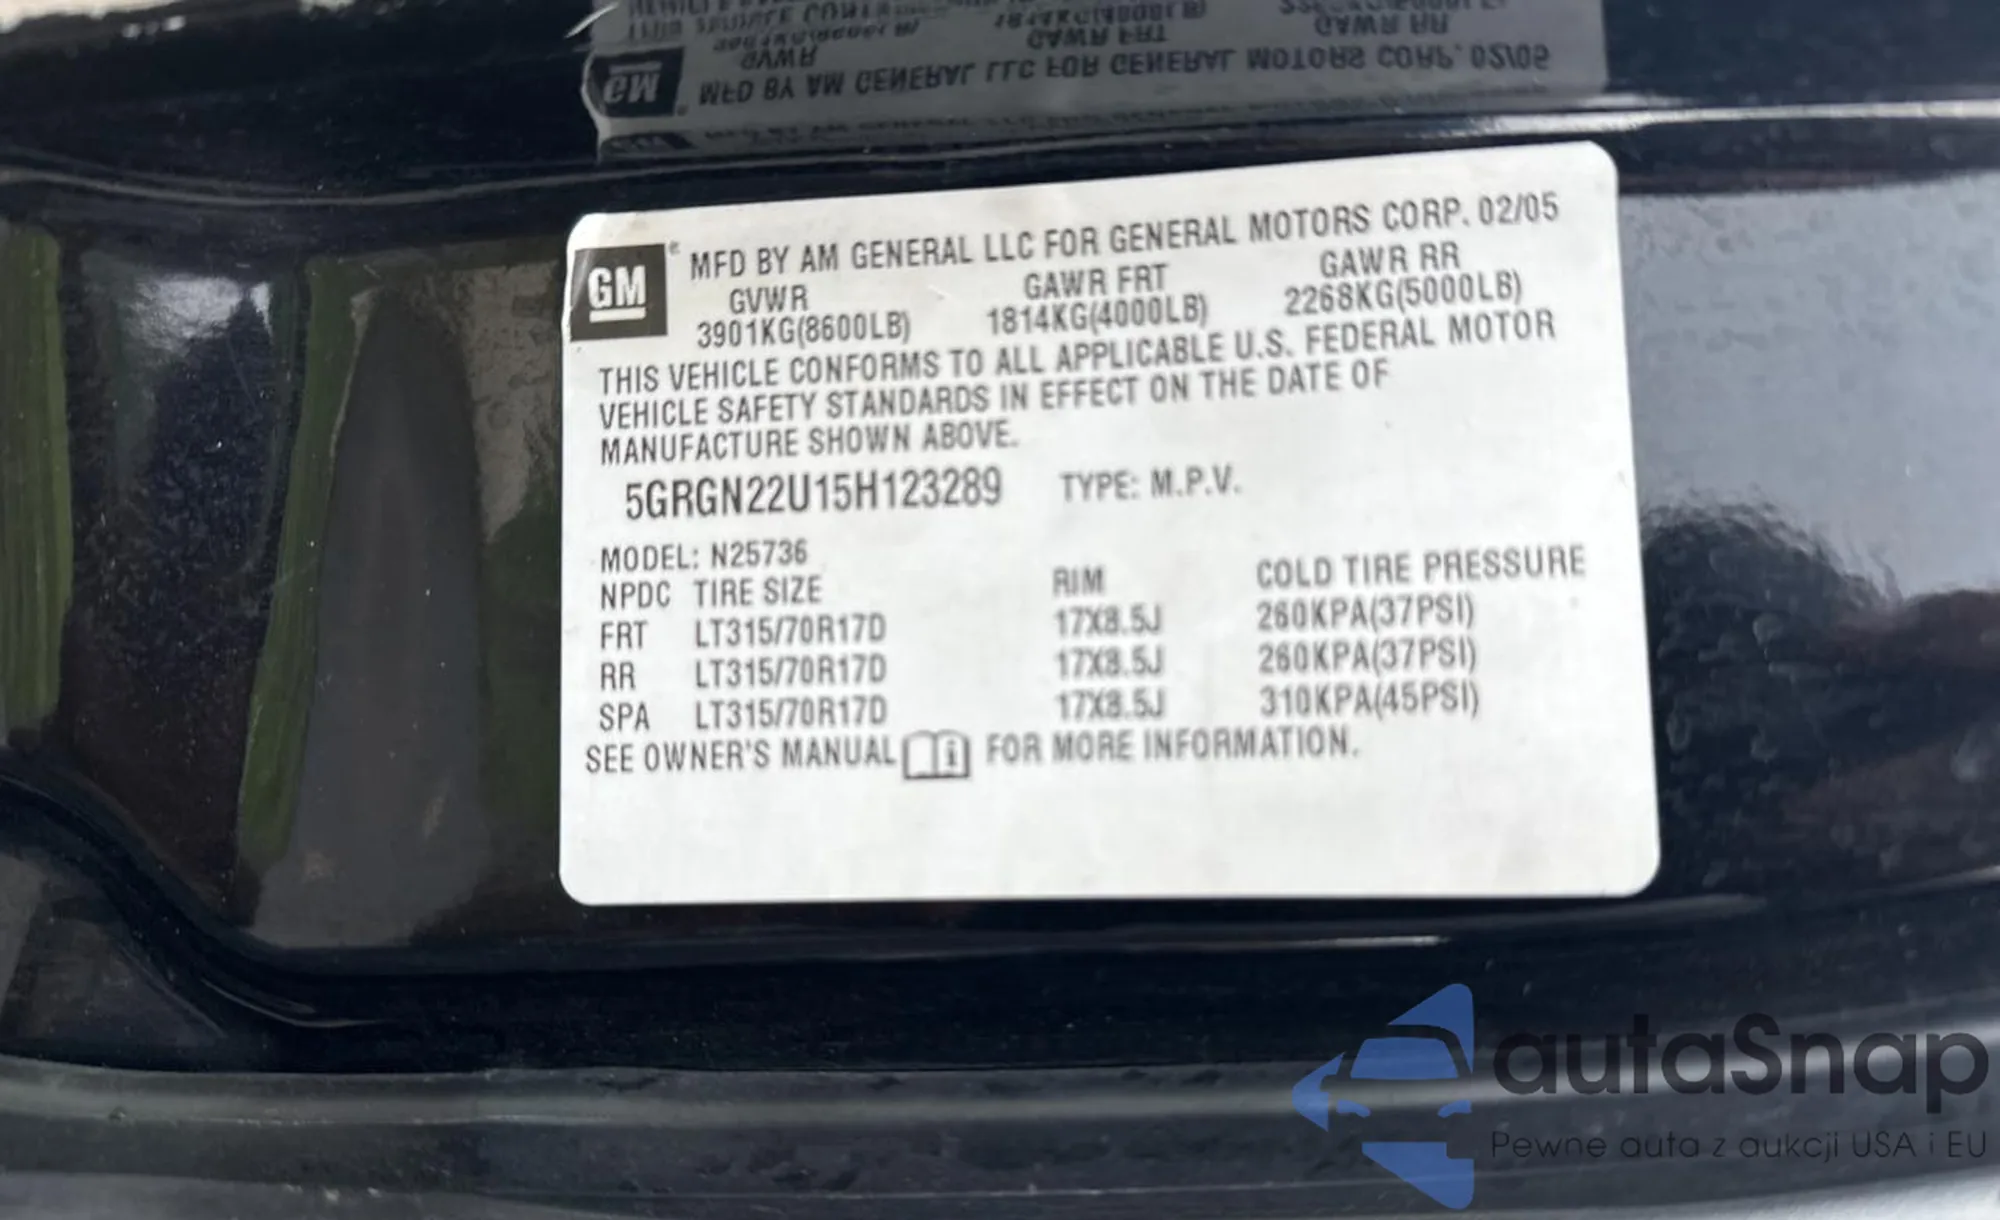 MFD BY AM GENERAL LLC FOR GENERAL MOTORS CORP. 02/05
GAWR FRT GAWR RR
GVWR
GM ® MFD BY AM GENERAL LLC FOR GENERAL MOTORS CORP. 02/05
GVWR GAWR FRT GAWR RR
3901KG(8600LB) 1814KG(4000LB) 2268KG(5000LB)
THIS VEHICLE CONFORMS TO ALL APPLICABLE U.S. FEDERAL MOTOR
VEHICLE SAFETY STANDARDS IN EFFECT ON THE DATE OF
MANUFACTURE SHOWN ABOVE.
5GRGN22U15H123289 TYPE: M.P.V.
MODEL: N25736
NPDC TIRE SIZE RIM COLD TIRE PRESSURE
FRT LT315/70R17D 17X8.5J 260KPA(37PSI)
RR LT315/70R17D 17X8.5J 260KPA(37PSI)
SPA LT315/70R17D 17X8.5J 310KPA(45PSI)
SEE OWNER'S MANUAL i FOR MORE INFORMATION.
autaSnap
Pewne auta z aukcji USA i EU